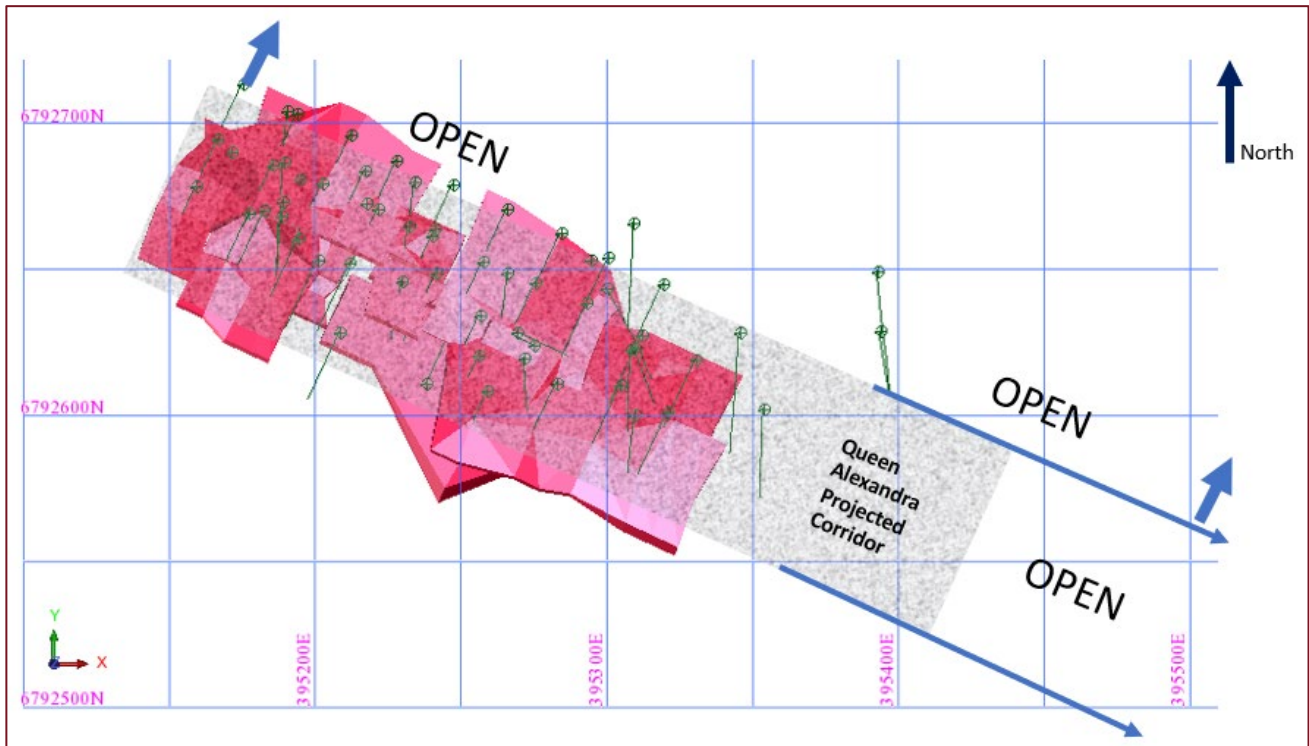 OPEN
6792700N
North
6792600N
OPEN
Queen
Alexandra
Projected
Corridor
OPEN
Y
Z
X
395200E
395300E
395400E
395500E
6792500N